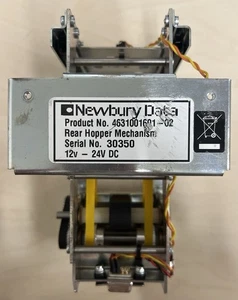 Newbury Data
Product No. 4631001601-02
Rear Hopper Mechanism
Serial No. 30350
12v - 24V DC